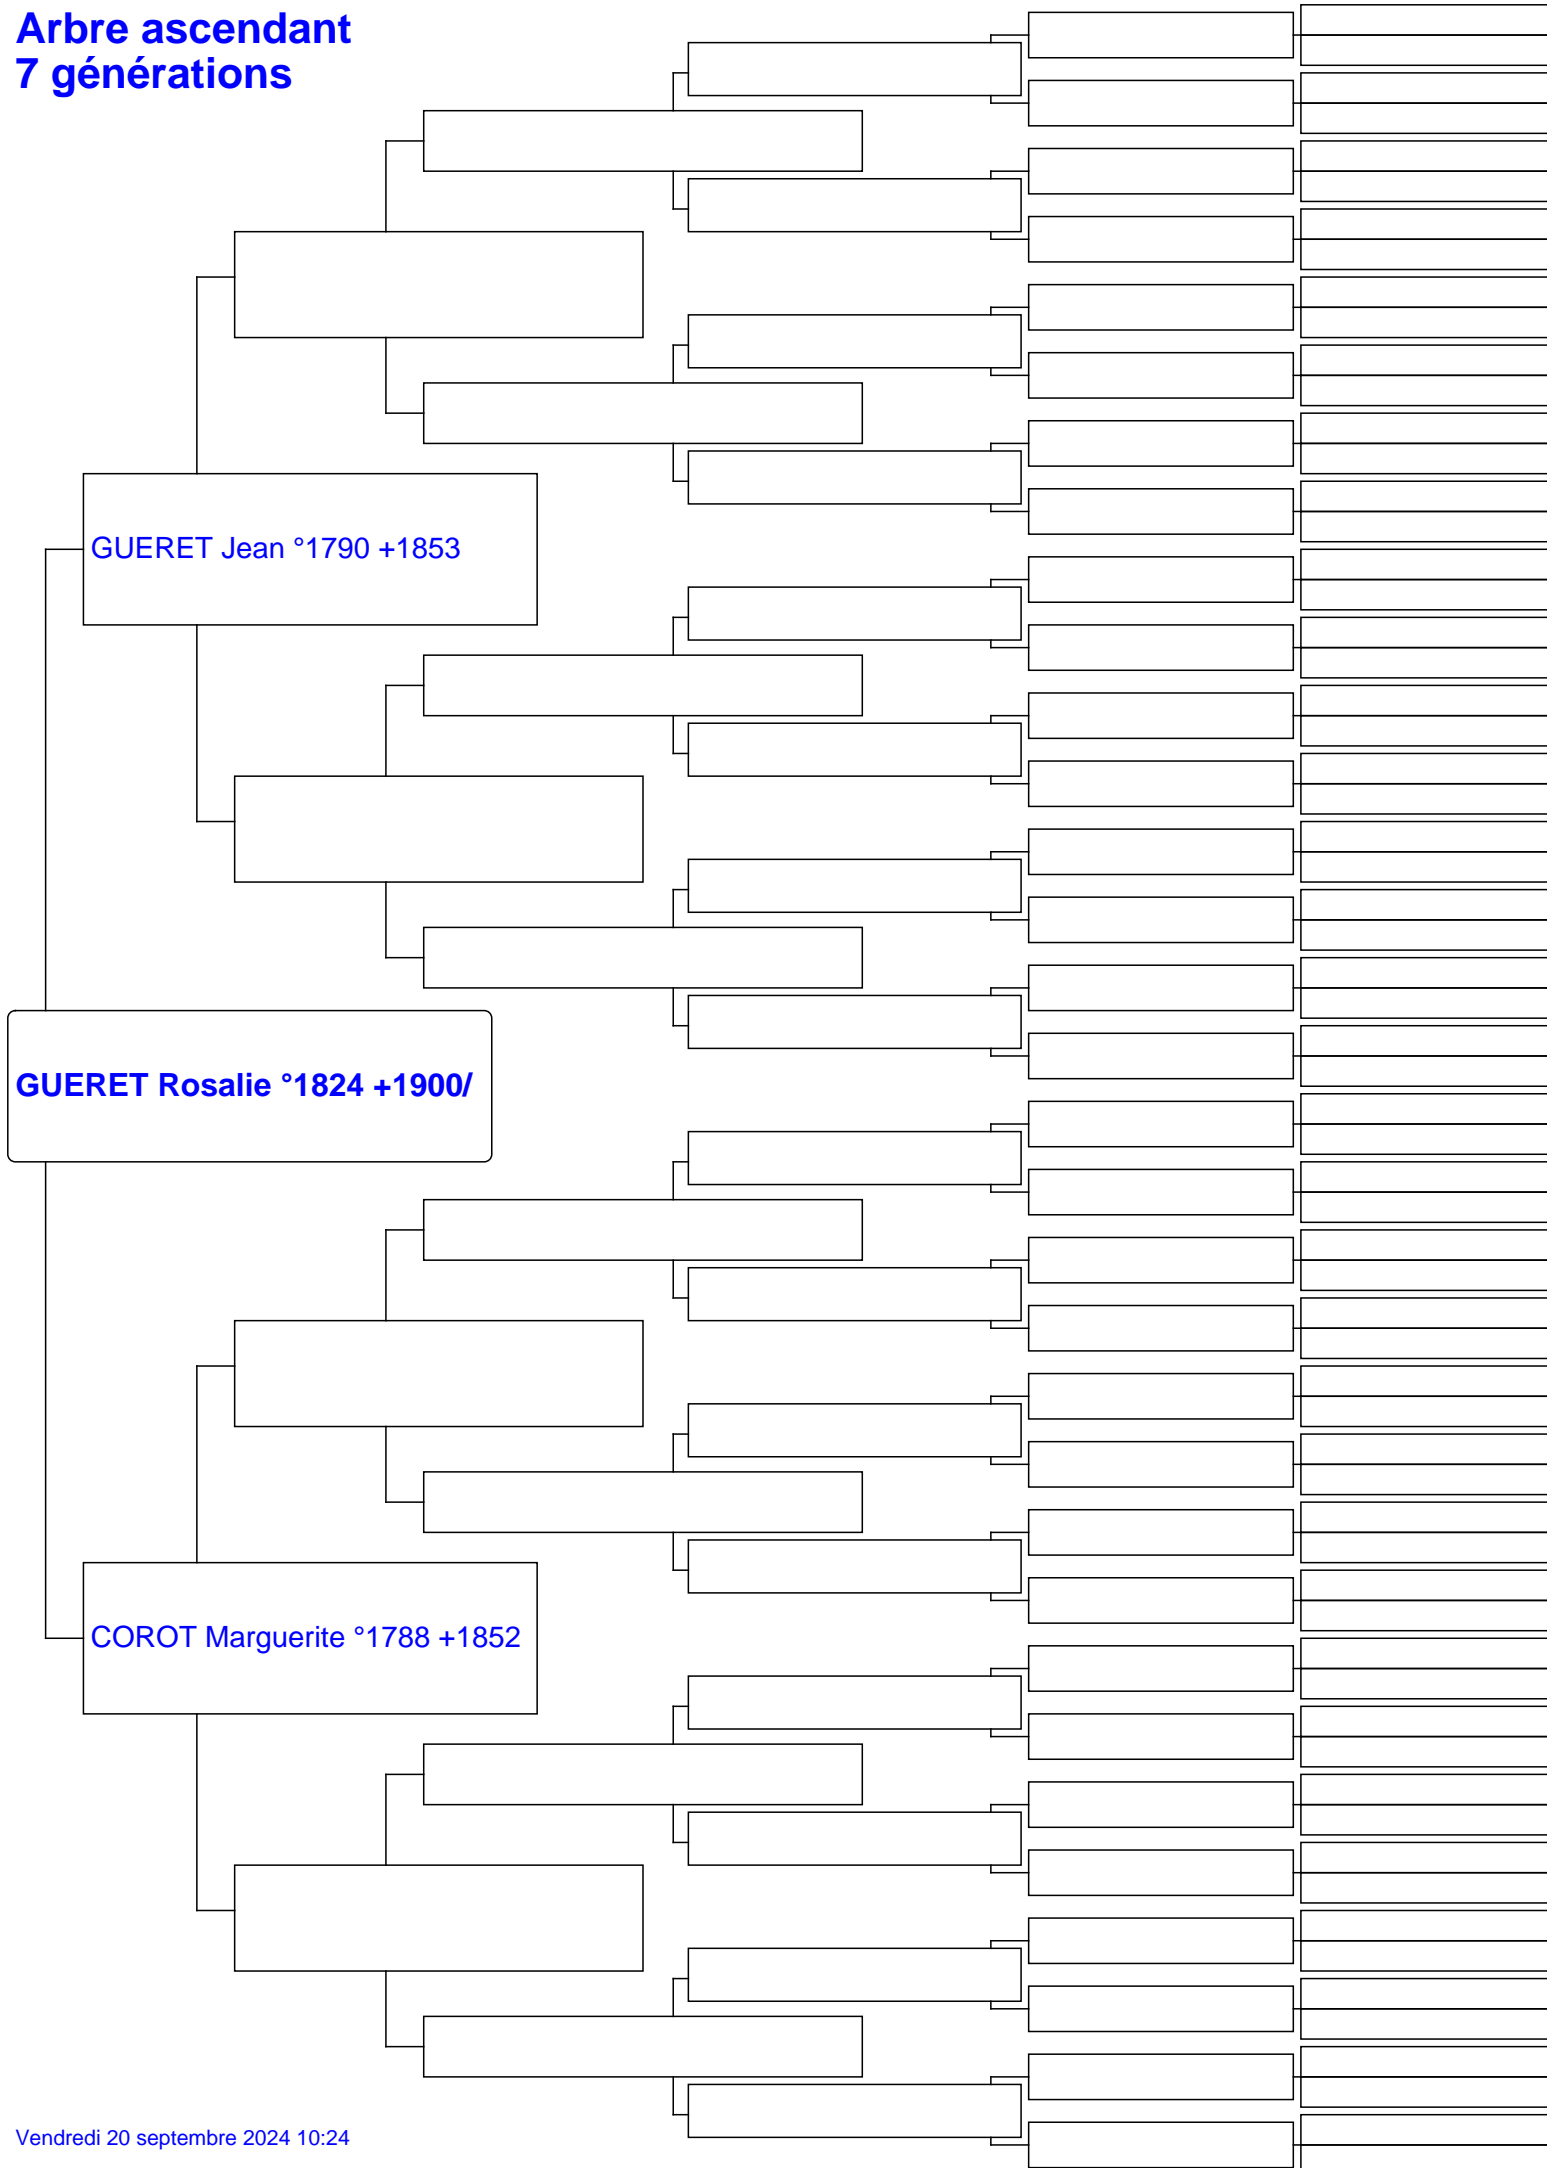 Arbre ascendant
7 générations
GUERET Jean °1790 +1853
GUERET Rosalie °1824 +1900/
COROT Marguerite °1788 +1852
Vendredi 20 septembre 2024 10:24